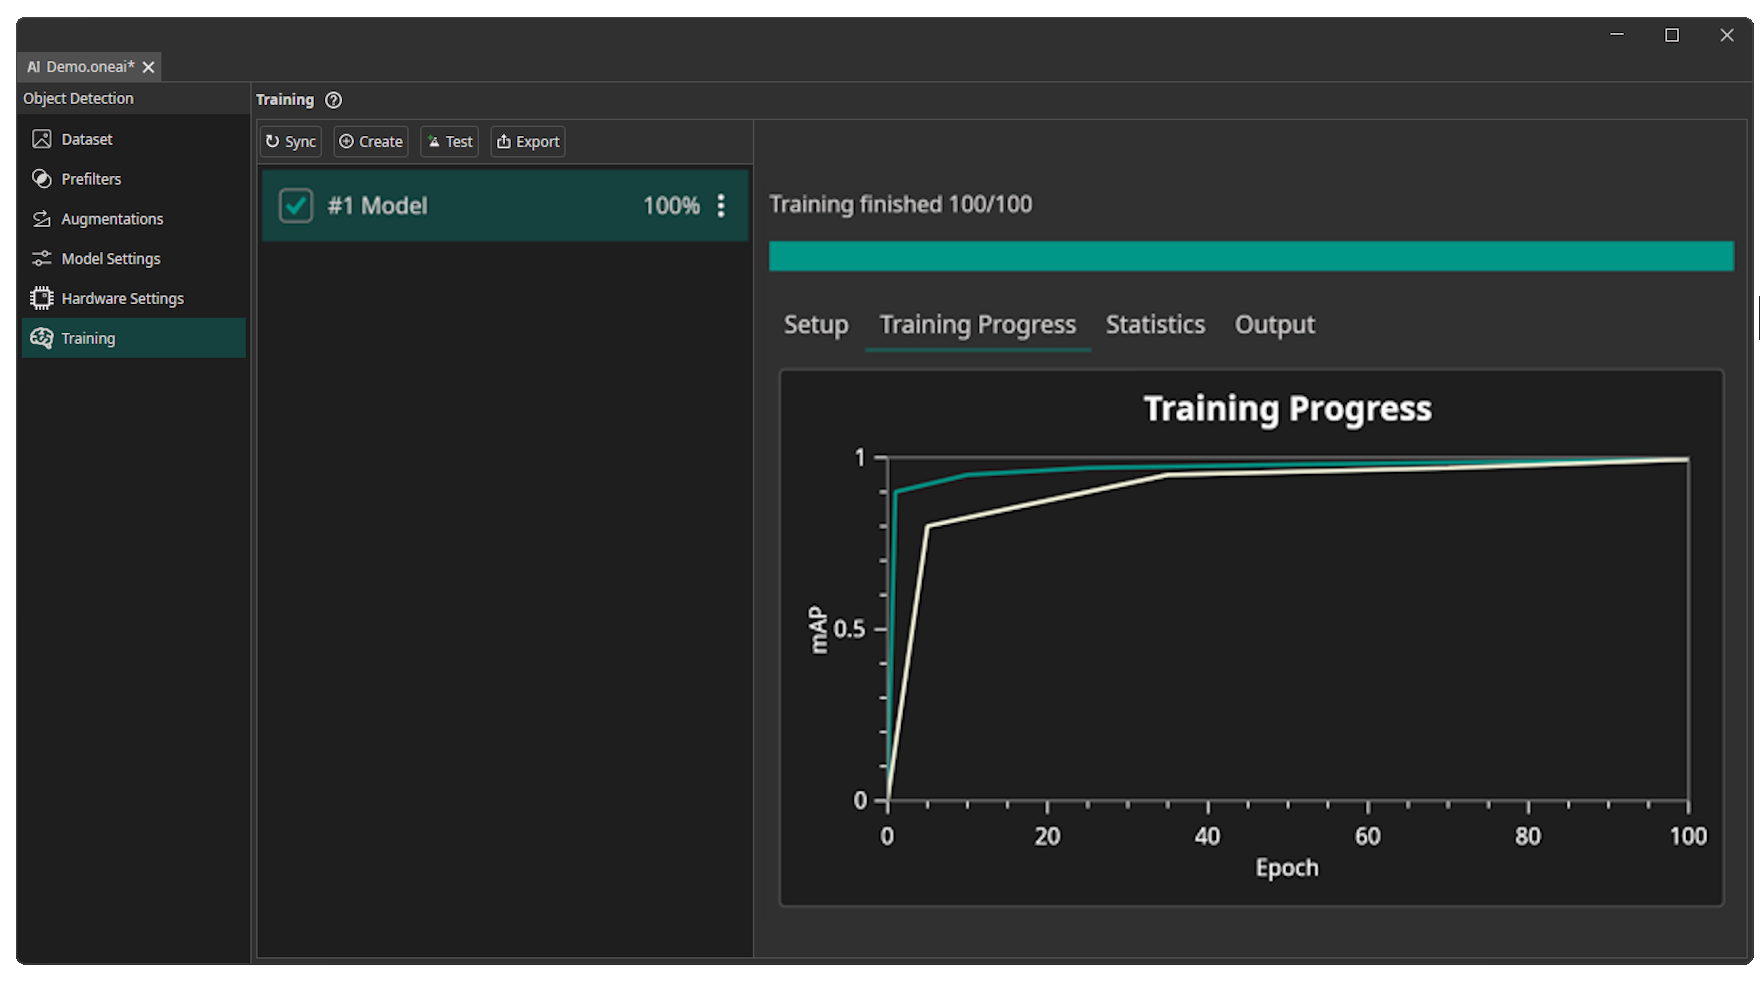 AI Demo.oneai*
Object Detection
Dataset
Prefilters
Augmentations
Model Settings
Hardware Settings
Training
Training
Sync Create Test Export
#1 Model 100%
Training finished 100/100
Setup Training Progress Statistics Output
Training Progress
1
0.5
0
mAP
0 20 40 60 80 100
Epoch